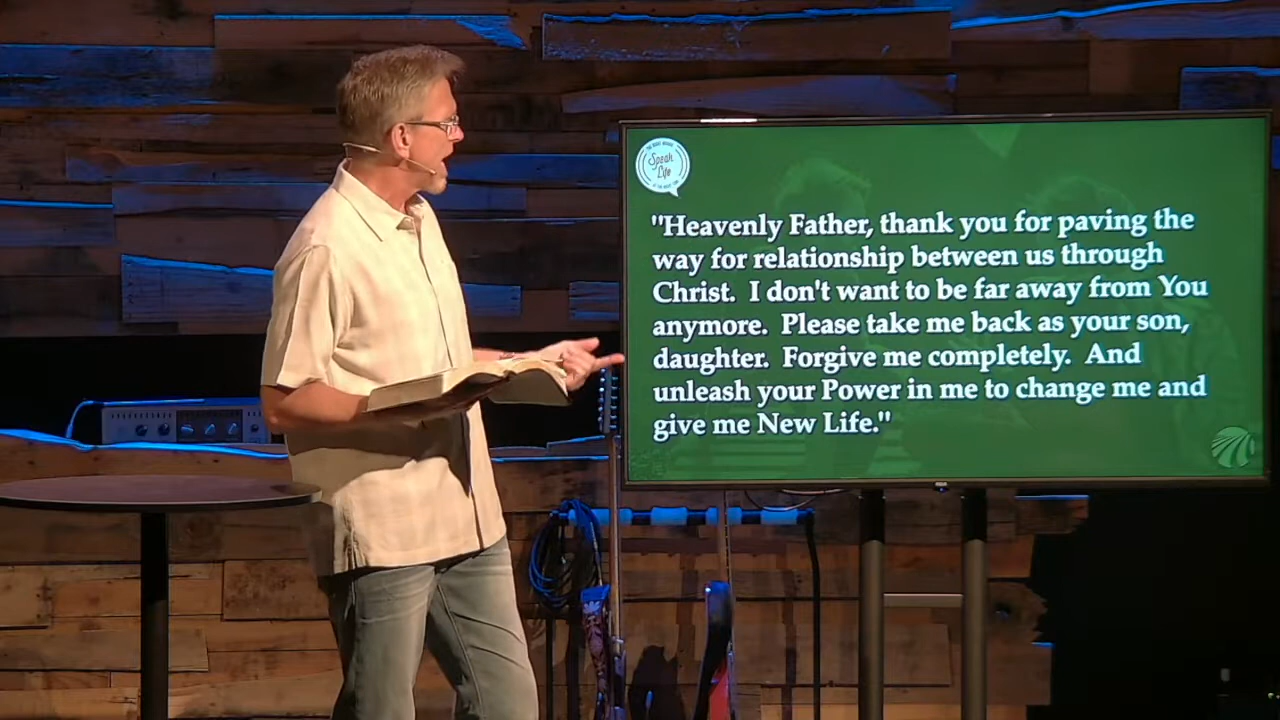 Speak
Life
"Heavenly Father, thank you for paving the
way for relationship between us through
Christ.  I don't want to be far away from You
anymore.  Please take me back as your son,
daughter.  Forgive me completely.  And
unleash your Power in me to change me and
give me New Life."